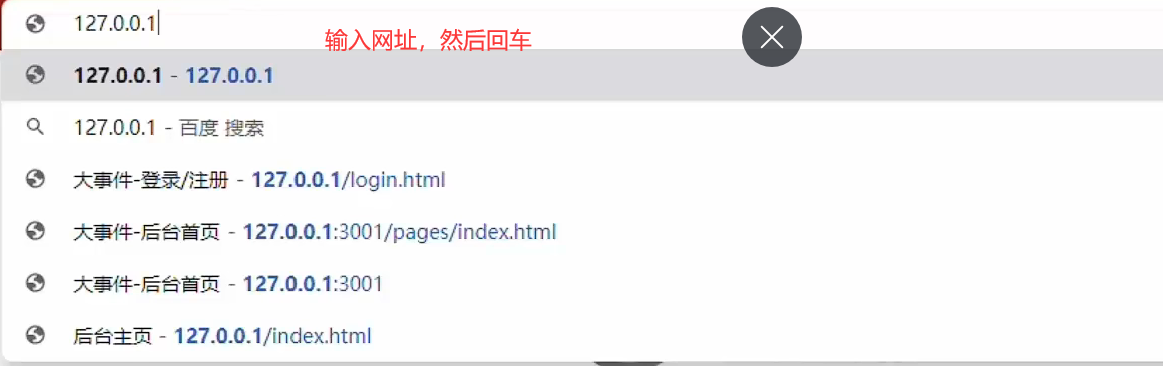 127.0.0.1
输入网址，然后回车
127.0.0.1 - 127.0.0.1
127.0.0.1 - 百度 搜索
大事件-登录/注册 - 127.0.0.1/login.html
大事件-后台首页 - 127.0.0.1:3001/pages/index.html
大事件-后台首页 - 127.0.0.1:3001
后台主页 - 127.0.0.1/index.html